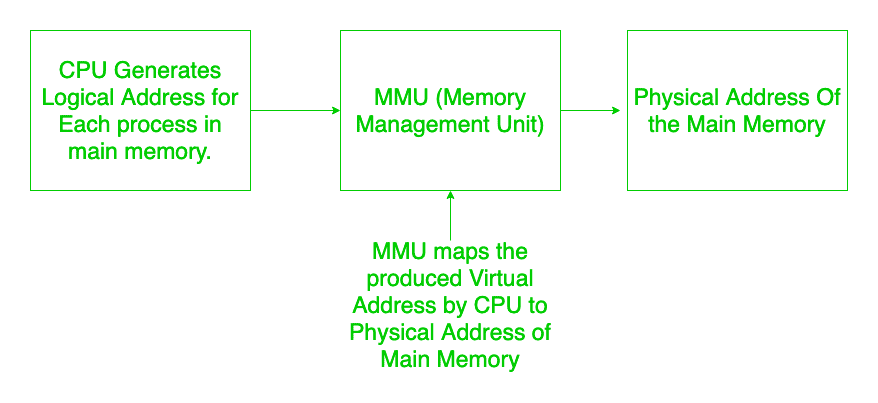 CPU Generates
Logical Address for
Each process in
main memory.
MMU (Memory
Management Unit)
Physical Address Of
the Main Memory
MMU maps the
produced Virtual
Address by CPU to
Physical Address of
Main Memory